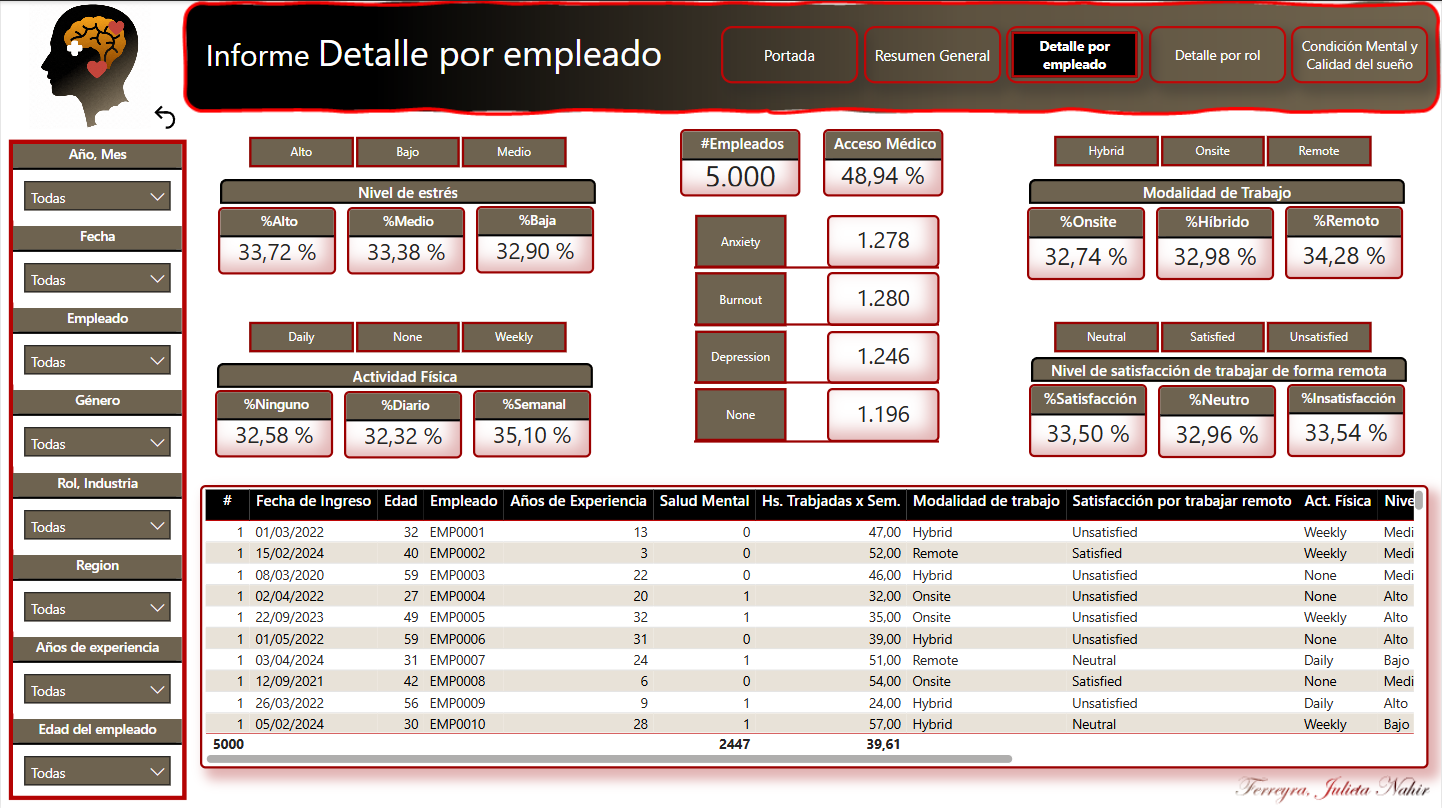 Informe Detalle por empleado
Portada
Resumen General
Detalle por
empleado
Detalle por rol
Condición Mental y
Calidad del sueño
Año, Mes
Todas
Fecha
Todas
Empleado
Todas
Género
Todas
Rol, Industria
Todas
Region
Todas
Años de experiencia
Todas
Edad del empleado
Todas
Alto Bajo Medio
Nivel de estrés
%Alto %Medio %Baja
33,72 % 33,38 % 32,90 %
Daily None Weekly
Actividad Física
%Ninguno %Diario %Semanal
32,58 % 32,32 % 35,10 %
#Empleados Acceso Médico
5.000 48,94 %
Anxiety 1.278
Burnout 1.280
Depression 1.246
None 1.196
Hybrid Onsite Remote
Modalidad de Trabajo
%Onsite %Híbrido %Remoto
32,74 % 32,98 % 34,28 %
Neutral Satisfied Unsatisfied
Nivel de satisfacción de trabajar de forma remota
%Satisfacción %Neutro %Insatisfacción
33,50 % 32,96 % 33,54 %
# Fecha de Ingreso Edad Empleado Años de Experiencia Salud Mental Hs. Trabjadas x Sem. Modalidad de trabajo Satisfacción por trabajar remoto Act. Física Nive
1 01/03/2022 32 EMP0001 13 0 47,00 Hybrid Unsatisfied Weekly Medi
1 15/02/2024 40 EMP0002 3 0 52,00 Remote Satisfied Weekly Medi
1 08/03/2020 59 EMP0003 22 0 46,00 Hybrid Unsatisfied None Medi
1 02/04/2022 27 EMP0004 20 1 32,00 Onsite Unsatisfied None Alto
1 22/09/2023 49 EMP0005 32 1 35,00 Onsite Unsatisfied Weekly Alto
1 01/05/2022 59 EMP0006 31 0 39,00 Hybrid Unsatisfied None Alto
1 03/04/2024 31 EMP0007 24 1 51,00 Remote Neutral Daily Bajo
1 12/09/2021 42 EMP0008 6 0 54,00 Onsite Satisfied None Medi
1 26/03/2022 56 EMP0009 9 1 24,00 Hybrid Unsatisfied Daily Alto
1 05/02/2024 30 EMP0010 28 1 57,00 Hybrid Neutral Weekly Bajo
5000 2447 39,61
Ferreyra, Julieta Nahir